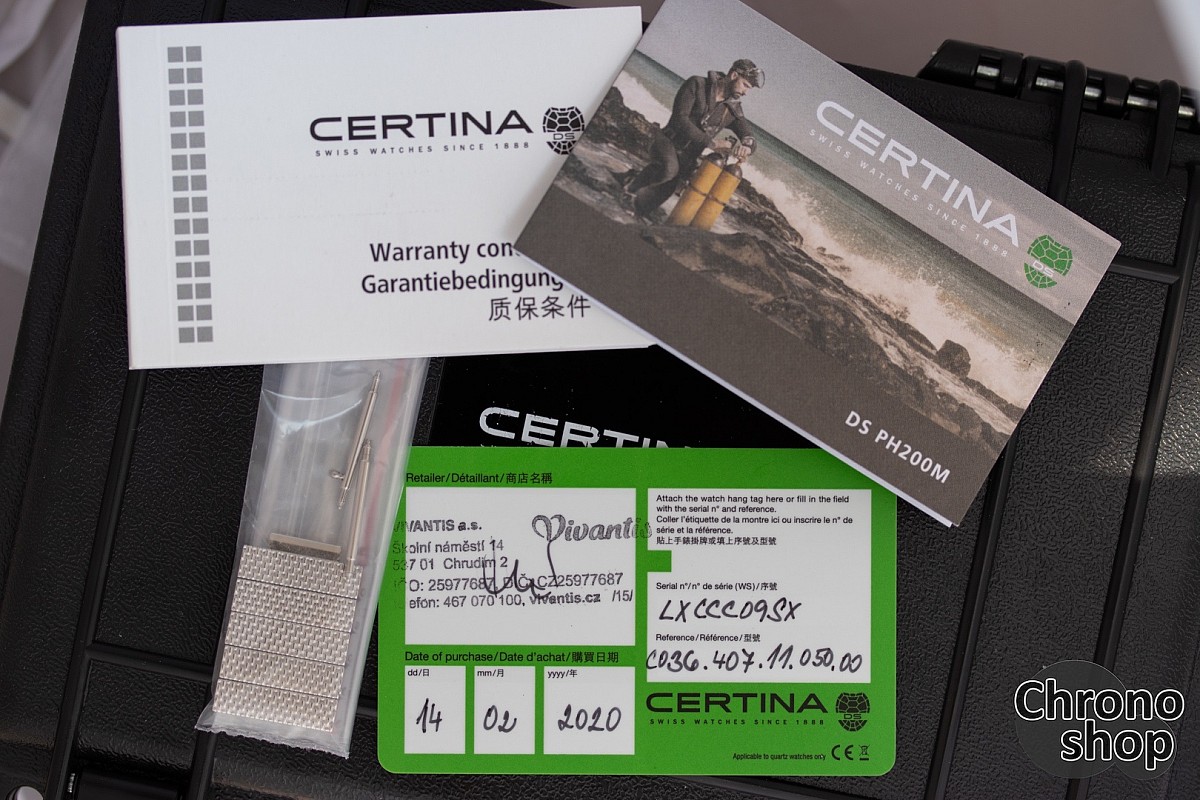 CERTINA
DS
SWISS WATCHES SINCE 1888
Warranty con
Garantiebedingung
质保条件
CERTINA
SWISS WATCHES SINCE 1888
DS
DS PH200M
CERTINA
Retailer/Détaillant/商店名稱
VIVANTIS a.s.
Vivantis
Školní náměstí 14
537 01 Chrudim 2
IČO: 25977687, DIČ: CZ25977687
elefon: 467 070 100, vivantis.cz /15/
Attach the watch hang tag here or fill in the field
with the serial n° and reference.
Coller l'étiquette de la montre ici ou inscrire le n° de
série et la référence.
貼上手錶掛牌或填上序號及型號
Serial n°/n° de série (WS)/序號
LXCCC09SX
Reference/Référence/型號
C036.407.11.050.00
Date of purchase/Date d'achat/購買日期
dd/日
mm/月
yyyy/年
14
02
2020
CERTINA
DS
SWISS WATCHES SINCE 1888
Applicable to quartz watches only
CE
Chrono
shop